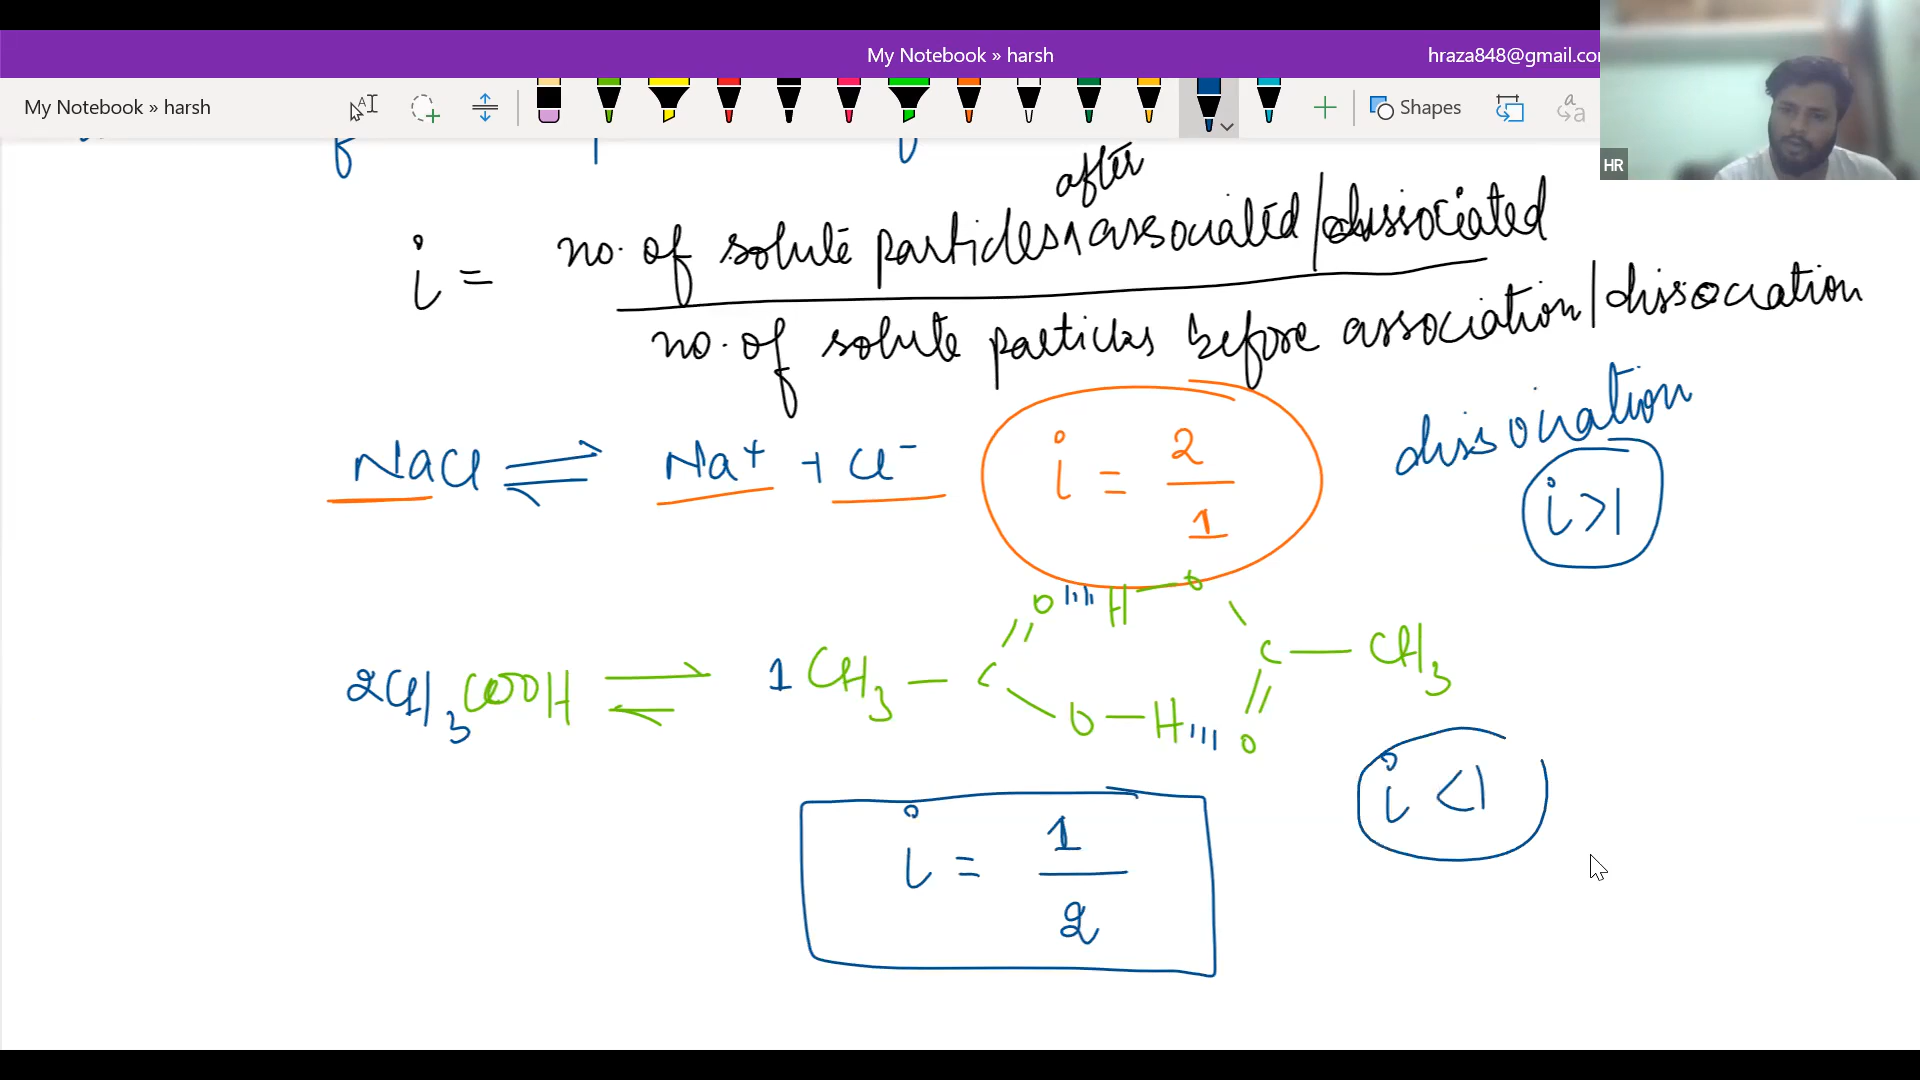 My Notebook » harsh
hraza848@gmail.co
My Notebook » harsh
Shapes
HR
after
i = no. of solute particles associated/dissociated
no. of solute particles before association/dissociation
dissociation
NaCl ⇌ Na+ + Cl-
i = 2/1
i>1
O H O
2CH3COOH ⇌ 1 CH3 - C C - CH3
O - H O
i <1
i = 1/2